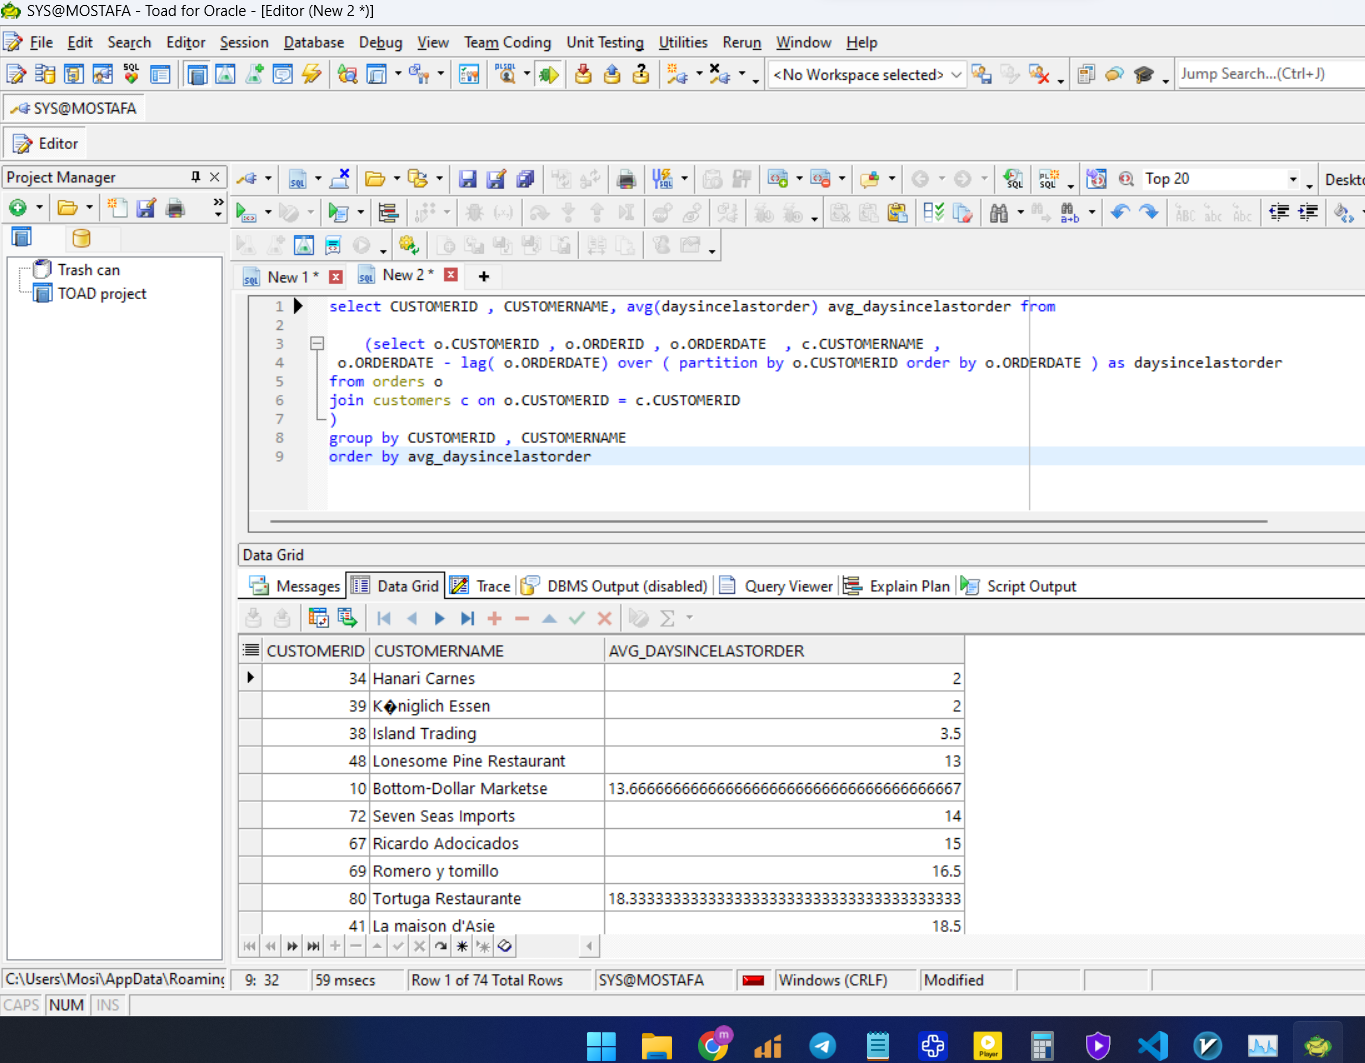 SYS@MOSTAFA - Toad for Oracle - [Editor (New 2 *)]
File Edit Search Editor Session Database Debug View Team Coding Unit Testing Utilities Rerun Window Help
<No Workspace selected> Jump Search...(Ctrl+J)
SYS@MOSTAFA
Editor
Project Manager
Top 20 Deskto
Trash can
TOAD project
New 1 * New 2 *
1 select CUSTOMERID , CUSTOMERNAME, avg(daysincelastorder) avg_daysincelastorder from
2
3 (select o.CUSTOMERID , o.ORDERID , o.ORDERDATE , c.CUSTOMERNAME ,
4 o.ORDERDATE - lag( o.ORDERDATE) over ( partition by o.CUSTOMERID order by o.ORDERDATE ) as daysincelastorder
5 from orders o
6 join customers c on o.CUSTOMERID = c.CUSTOMERID
7 )
8 group by CUSTOMERID , CUSTOMERNAME
9 order by avg_daysincelastorder
Data Grid
Messages Data Grid Trace DBMS Output (disabled) Query Viewer Explain Plan Script Output
CUSTOMERID CUSTOMERNAME AVG_DAYSINCELASTORDER
34 Hanari Carnes 2
39 K�niglich Essen 2
38 Island Trading 3.5
48 Lonesome Pine Restaurant 13
10 Bottom-Dollar Marketse 13.6666666666666666666666666666666666667
72 Seven Seas Imports 14
67 Ricardo Adocicados 15
69 Romero y tomillo 16.5
80 Tortuga Restaurante 18.3333333333333333333333333333333333333
41 La maison d'Asie 18.5
C:\Users\Mosi\AppData\Roaming 9: 32 59 msecs Row 1 of 74 Total Rows SYS@MOSTAFA Windows (CRLF) Modified
CAPS NUM INS